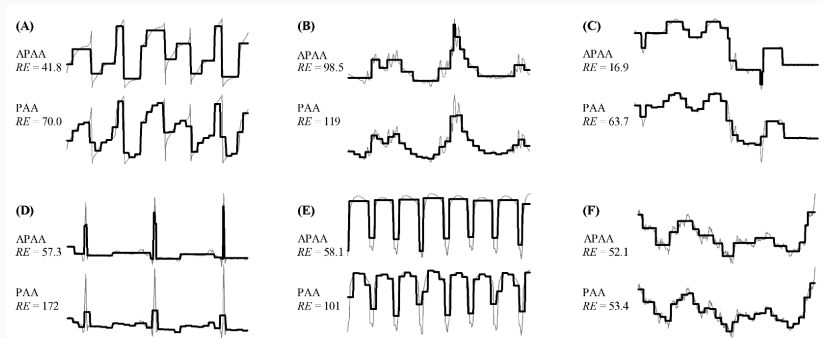 (A)
APAA
RE = 41.8
PAA
RE = 70.0
(B)
APAA
RE = 98.5
PAA
RE = 119
(C)
APAA
RE = 16.9
PAA
RE = 63.7
(D)
APAA
RE = 57.3
PAA
RE = 172
(E)
APAA
RE = 58.1
PAA
RE = 101
(F)
APAA
RE = 52.1
PAA
RE = 53.4